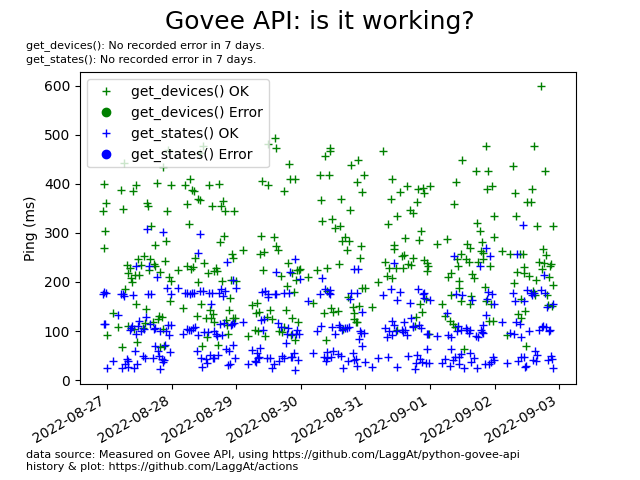 Govee API: is it working?
get_devices(): No recorded error in 7 days.
get_states(): No recorded error in 7 days.
600
500
400
300
200
100
0
Ping (ms)
get_devices() OK
get_devices() Error
get_states() OK
get_states() Error
2022-08-27
2022-08-28
2022-08-29
2022-08-30
2022-08-31
2022-09-01
2022-09-02
2022-09-03
data source: Measured on Govee API, using https://github.com/LaggAt/python-govee-api
history & plot: https://github.com/LaggAt/actions